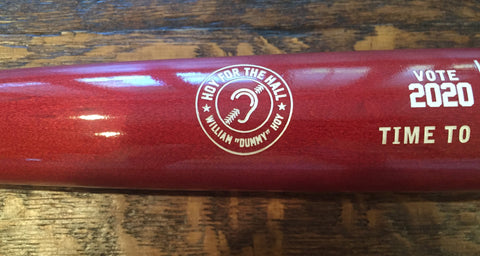 HOY FOR THE HALL
WILLIAM "DUMMY" HOY
VOTE
2020
TIME TO